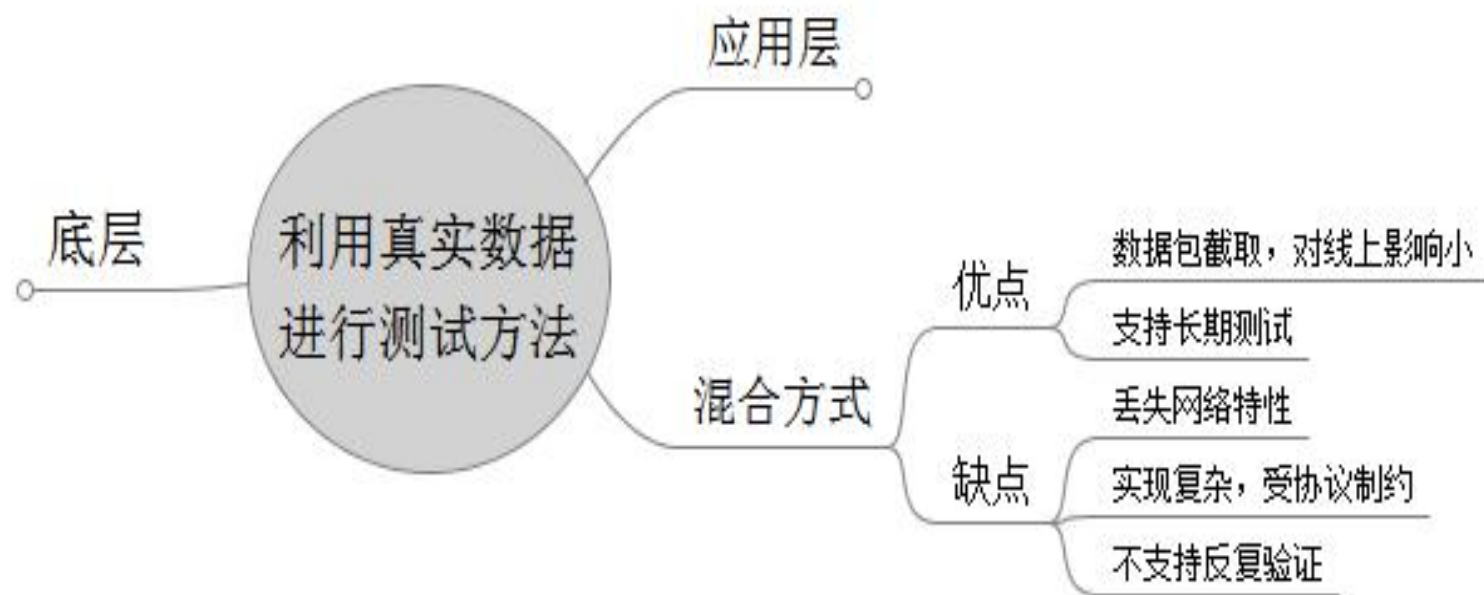 应用层
底层
利用真实数据
进行测试方法
混合方式
优点
数据包截取，对线上影响小
支持长期测试
缺点
丢失网络特性
实现复杂，受协议制约
不支持反复验证